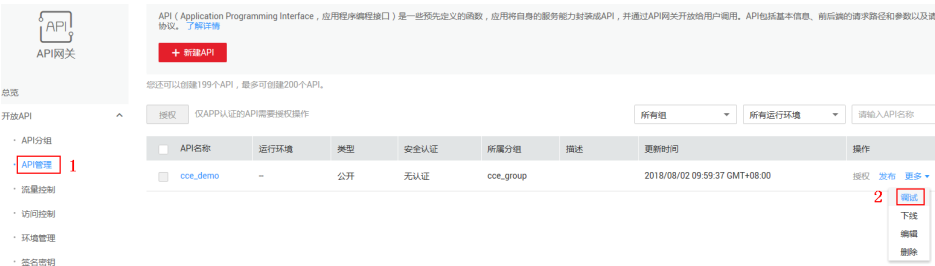 API
API网关
总览
开放API
API分组
API管理 1
流量控制
访问控制
环境管理
签名密钥
API（Application Programming Interface，应用程序编程接口）是一些预先定义的函数，应用将自身的服务能力封装成API，并通过API网关开放给用户调用。API包括基本信息、前后端的请求路径和参数以及请
协议。 了解详情
+ 新建API
您还可以创建199个API，最多可创建200个API。
授权 仅APP认证的API需要授权操作 所有组 所有运行环境 请输入API名称
API名称 运行环境 类型 安全认证 所属分组 描述 更新时间 操作
cce_demo – 公开 无认证 cce_group 2018/08/02 09:59:37 GMT+08:00 授权 发布 更多
2 调试
下线
编辑
删除